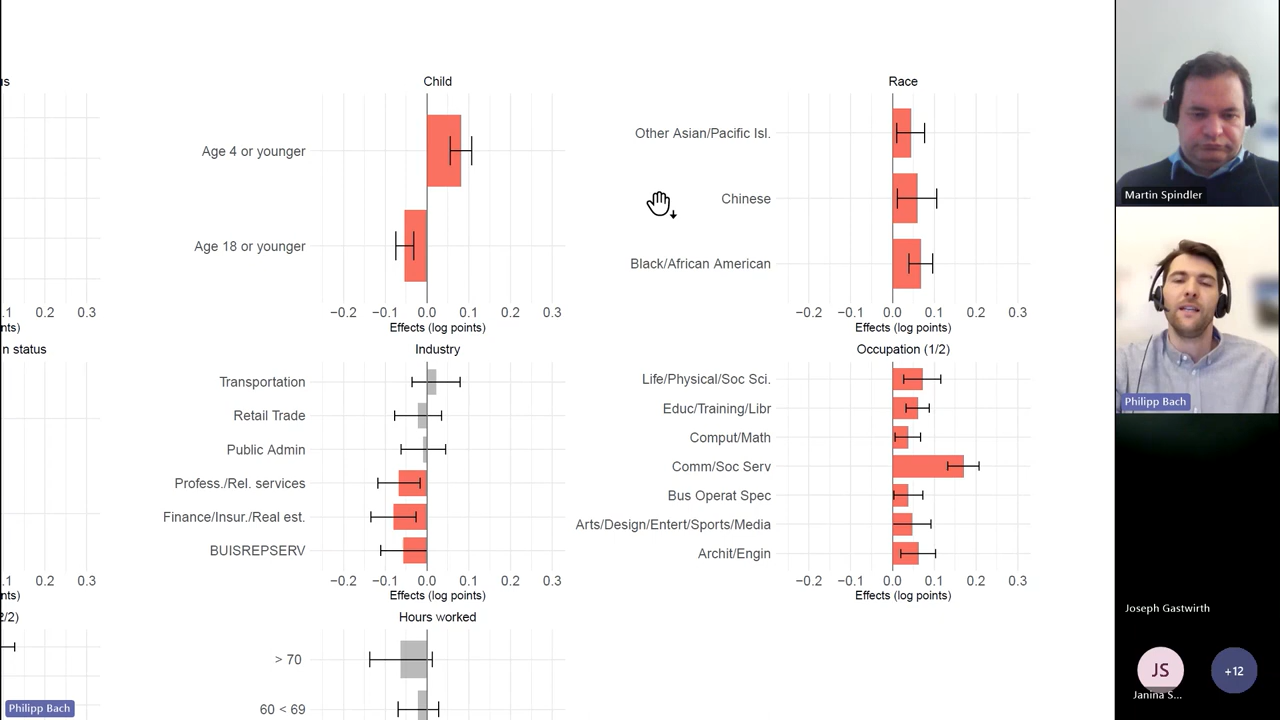 us
Child
Race
Age 4 or younger
Age 18 or younger
Other Asian/Pacific Isl.
Chinese
Black/African American
.1 0.2 0.3
−0.2 −0.1 0.0 0.1 0.2 0.3
−0.2 −0.1 0.0 0.1 0.2 0.3
nts)
Effects (log points)
Effects (log points)
n status
Industry
Occupation (1/2)
Transportation
Retail Trade
Public Admin
Profess./Rel. services
Finance/Insur./Real est.
BUISREPSERV
Life/Physical/Soc Sci.
Educ/Training/Libr
Comput/Math
Comm/Soc Serv
Bus Operat Spec
Arts/Design/Entert/Sports/Media
Archit/Engin
.1 0.2 0.3
−0.2 −0.1 0.0 0.1 0.2 0.3
−0.2 −0.1 0.0 0.1 0.2 0.3
nts)
Effects (log points)
Effects (log points)
2/2)
Hours worked
> 70
60 < 69
Philipp Bach
Martin Spindler
Philipp Bach
Joseph Gastwirth
JS
Janina S...
+12